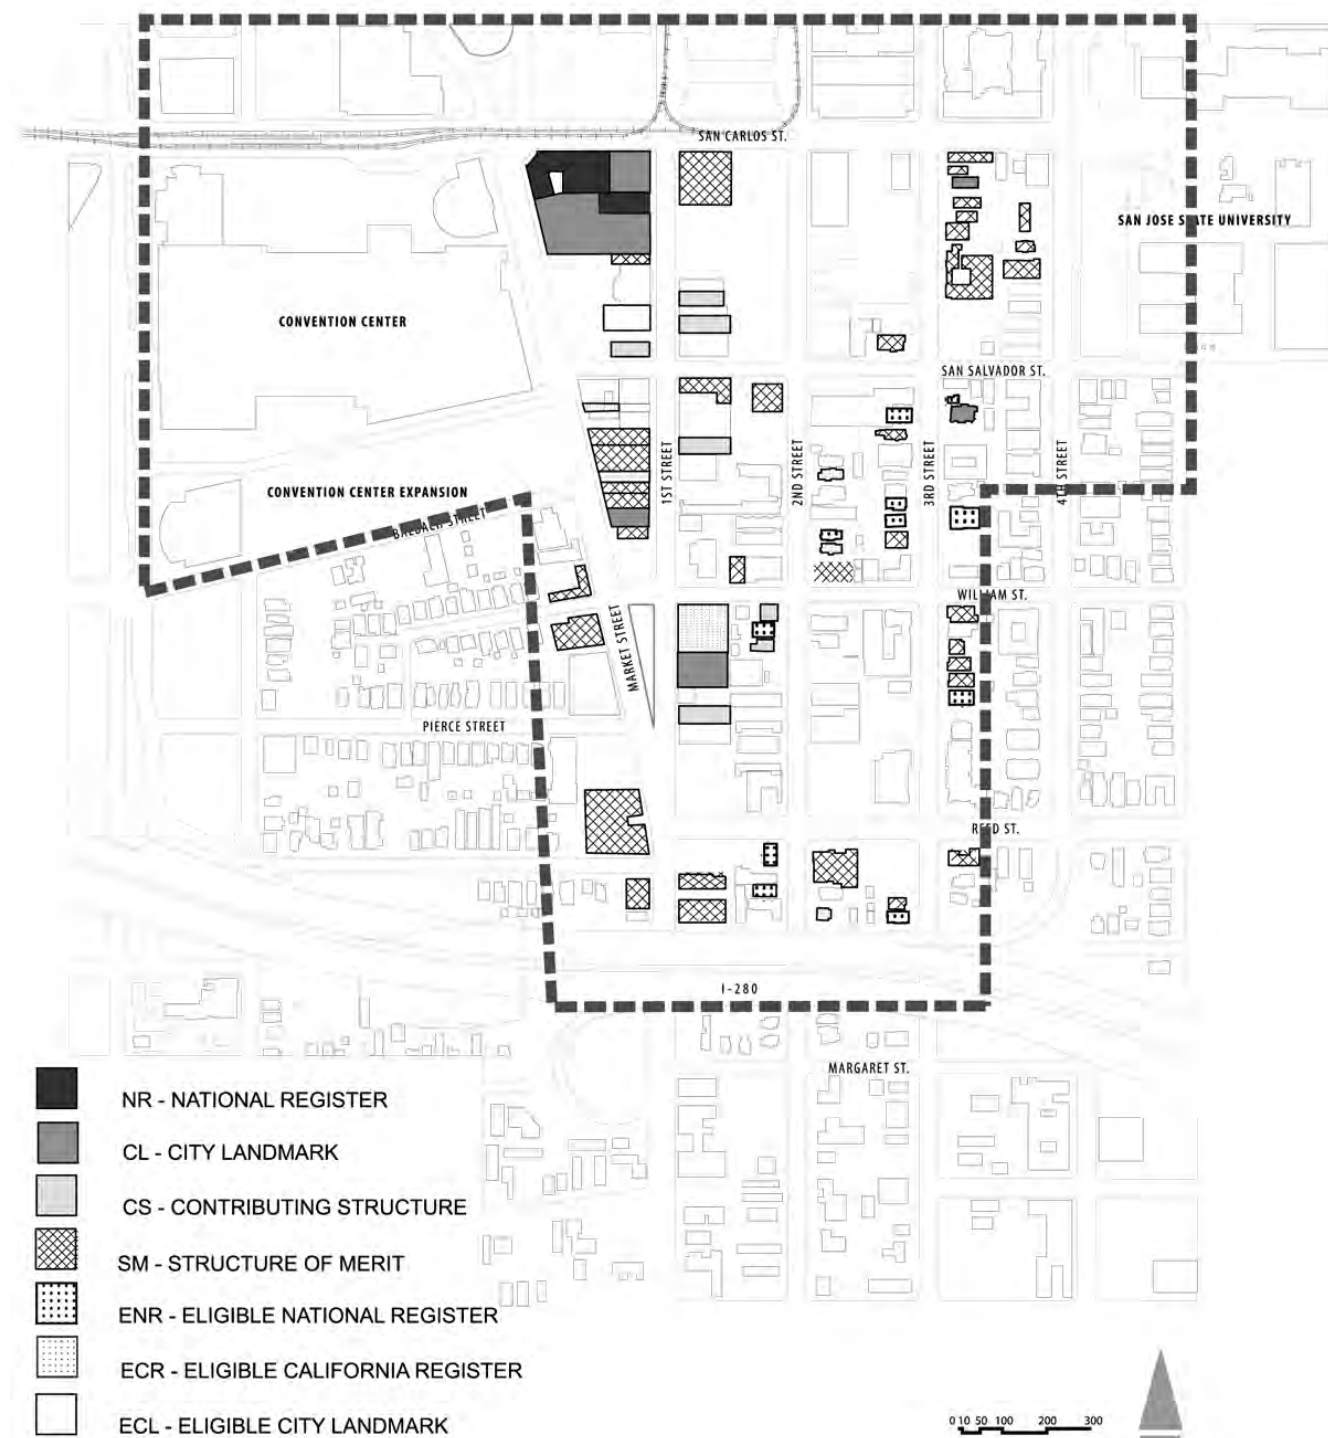 SAN CARLOS ST.
SAN JOSE STATE UNIVERSITY
CONVENTION CENTER
SAN SALVADOR ST.
1ST STREET
2ND STREET
3RD STREET
4TH STREET
CONVENTION CENTER EXPANSION
BALBACH STREET
WILLIAM ST.
MARKET STREET
PIERCE STREET
REED ST.
I-280
MARGARET ST.
NR - NATIONAL REGISTER
CL - CITY LANDMARK
CS - CONTRIBUTING STRUCTURE
SM - STRUCTURE OF MERIT
ENR - ELIGIBLE NATIONAL REGISTER
ECR - ELIGIBLE CALIFORNIA REGISTER
ECL - ELIGIBLE CITY LANDMARK
0 10 50 100 200 300